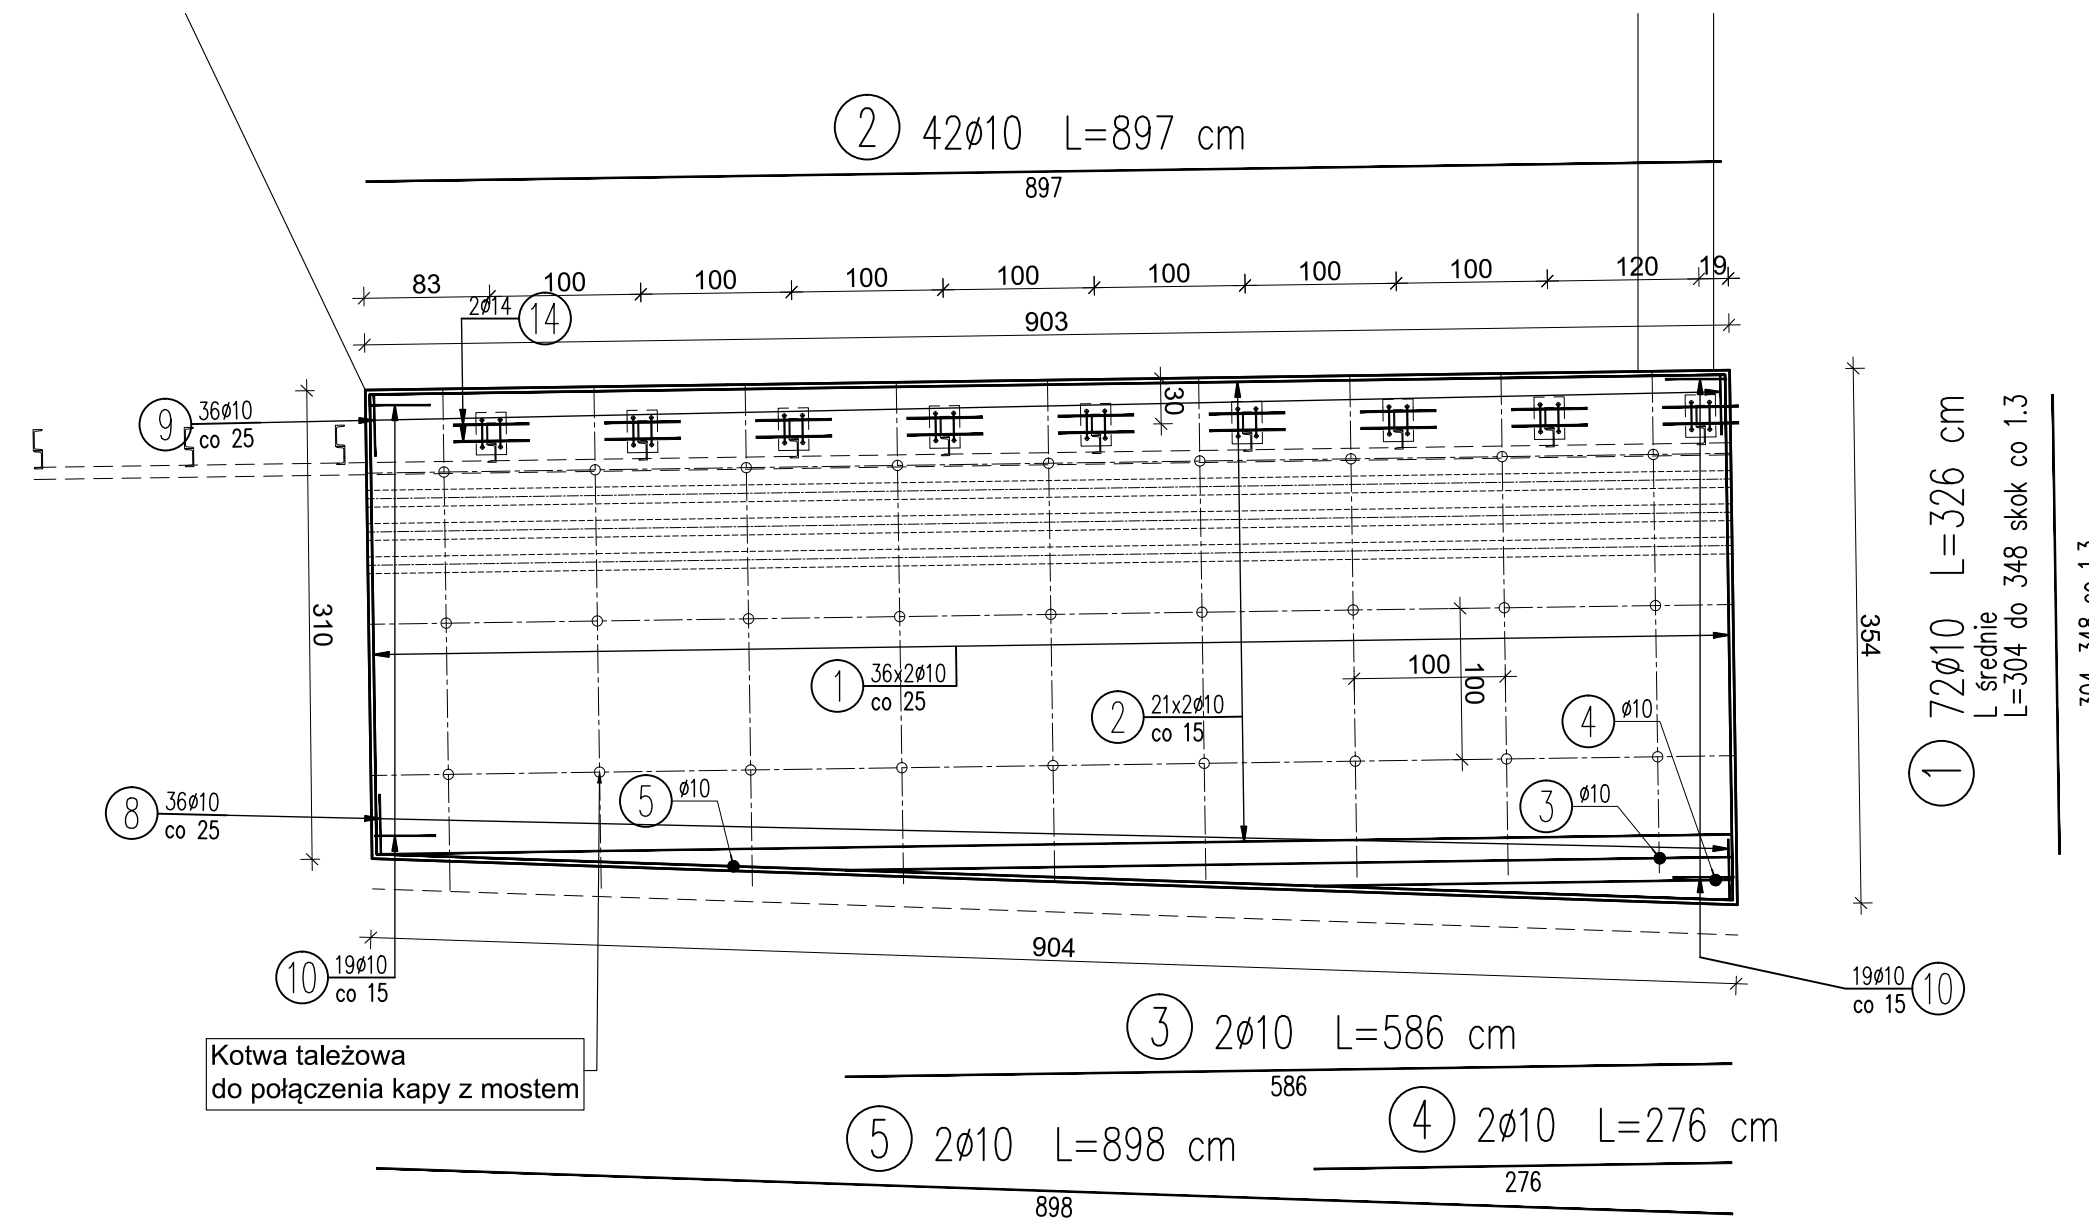 2 42ø10 L=897 cm
897
83 100 100 100 100 100 100 100 120 19
2ø14 14
903
9 36ø10
co 25
30
310
354
1 36x2ø10
co 25
2 21x2ø10
co 15
100
100
4 ø10
3 ø10
5 ø10
8 36ø10
co 25
904
10 19ø10
co 15
19ø10 10
co 15
Kotwa tależowa
do połączenia kapy z mostem
3 2ø10 L=586 cm
586
4 2ø10 L=276 cm
276
5 2ø10 L=898 cm
898
1 72ø10 L=326 cm
L średnie
L=304 do 348 skok co 1.3